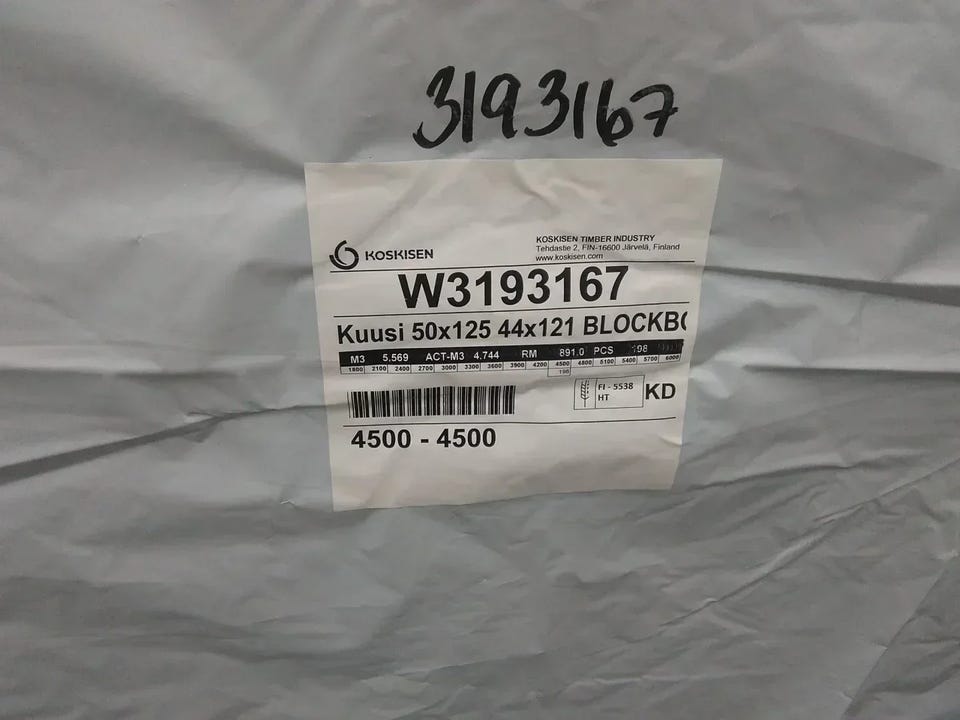 3193167
KOSKISEN
KOSKISEN TIMBER INDUSTRY
Tehdastie 2, FIN-16600 Järvelä, Finland
www.koskisen.com
W3193167
Kuusi 50x125 44x121 BLOCKBO
M3 5.569 ACT-M3 4.744 RM 891.0 PCS 198
1800 2100 2400 2700 3000 3300 3600 3900 4200 4500 4800 5100 5400 5700 6000
198
FI - 5538
HT
KD
4500 - 4500